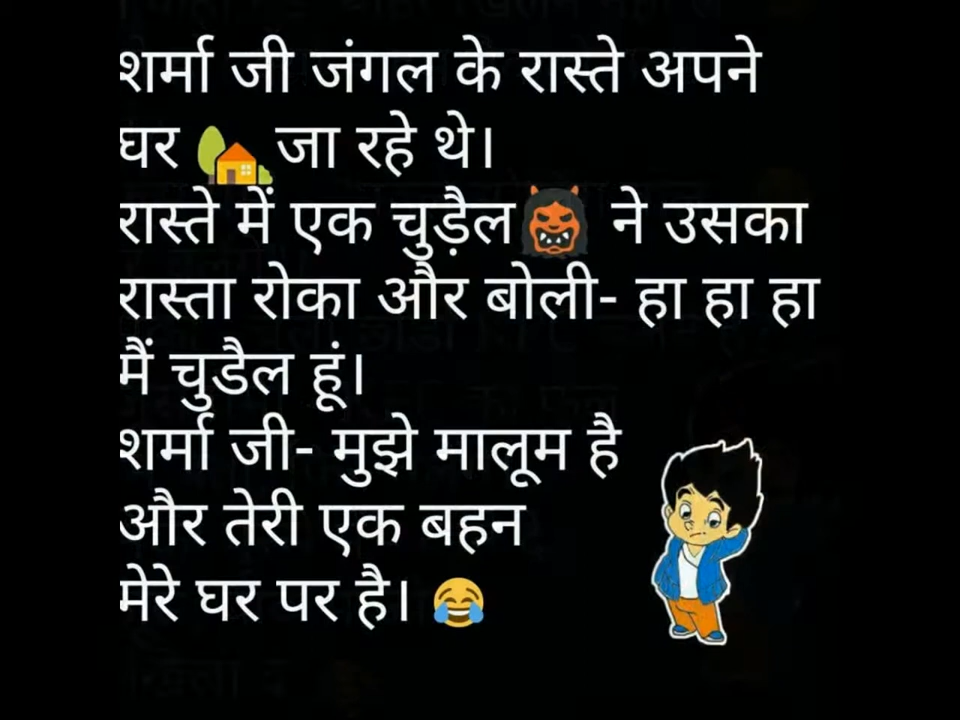 शर्मा जी जंगल के रास्ते अपने
घर 🏡 जा रहे थे।
रास्ते में एक चुड़ैल👹 ने उसका
रास्ता रोका और बोली- हा हा हा
मैं चुडैल हूं।
शर्मा जी- मुझे मालूम है
और तेरी एक बहन
मेरे घर पर है। 😂